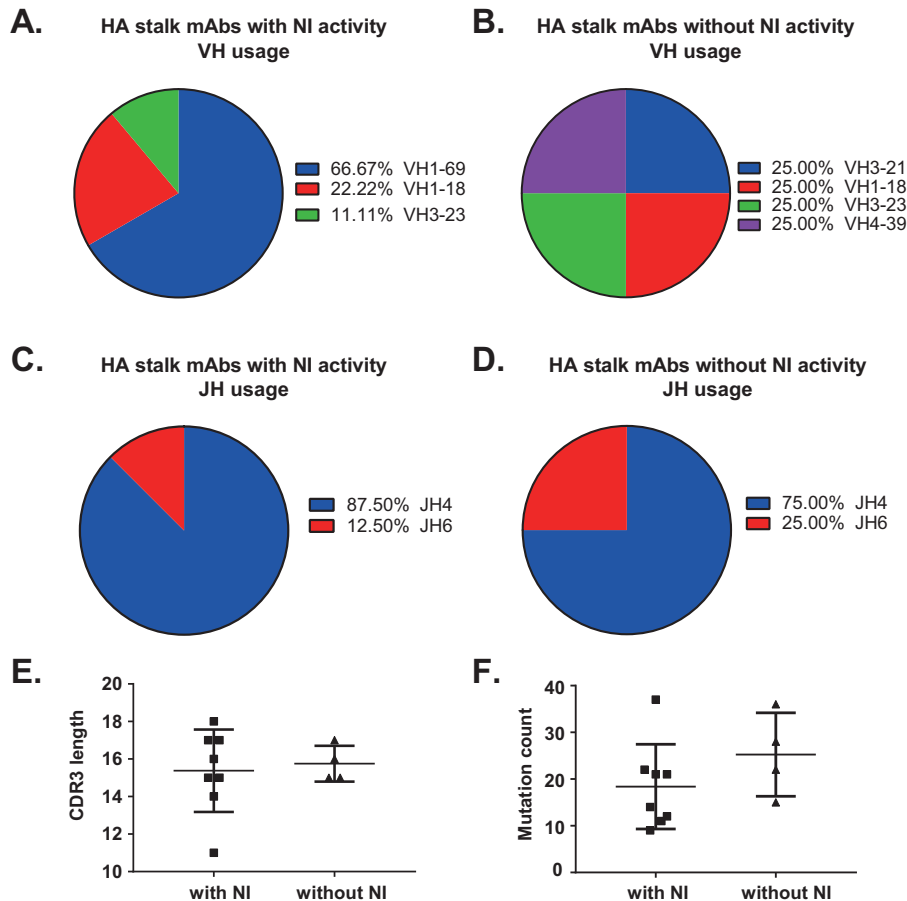 A.
HA stalk mAbs with NI activity
VH usage
66.67% VH1-69
22.22% VH1-18
11.11% VH3-23
B.
HA stalk mAbs without NI activity
VH usage
25.00% VH3-21
25.00% VH1-18
25.00% VH3-23
25.00% VH4-39
C.
HA stalk mAbs with NI activity
JH usage
87.50% JH4
12.50% JH6
D.
HA stalk mAbs without NI activity
JH usage
75.00% JH4
25.00% JH6
E.
CDR3 length
20
18
16
14
12
10
with NI
without NI
F.
Mutation count
40
30
20
10
0
with NI
without NI